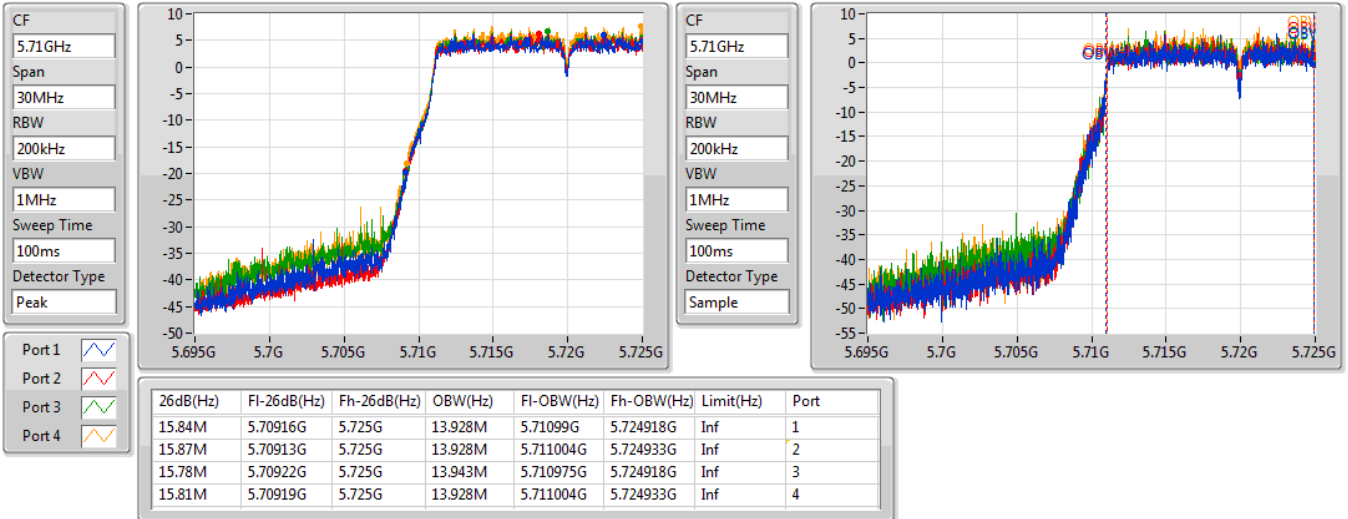 CF
5.71GHz
Span
30MHz
RBW
200kHz
VBW
1MHz
Sweep Time
100ms
Detector Type
Peak
10
5
0
-5
-10
-15
-20
-25
-30
-35
-40
-45
-50
5.695G 5.7G 5.705G 5.71G 5.715G 5.72G 5.725G
CF
5.71GHz
Span
30MHz
RBW
200kHz
VBW
1MHz
Sweep Time
100ms
Detector Type
Sample
10
5
0
-5
-10
-15
-20
-25
-30
-35
-40
-45
-50
-55
5.695G 5.7G 5.705G 5.71G 5.715G 5.72G 5.725G
Port 1
Port 2
Port 3
Port 4
26dB(Hz) Fl-26dB(Hz) Fh-26dB(Hz) OBW(Hz) Fl-OBW(Hz) Fh-OBW(Hz) Limit(Hz) Port
15.84M 5.70916G 5.725G 13.928M 5.71099G 5.724918G Inf 1
15.87M 5.70913G 5.725G 13.928M 5.711004G 5.724933G Inf 2
15.78M 5.70922G 5.725G 13.943M 5.710975G 5.724918G Inf 3
15.81M 5.70919G 5.725G 13.928M 5.711004G 5.724933G Inf 4